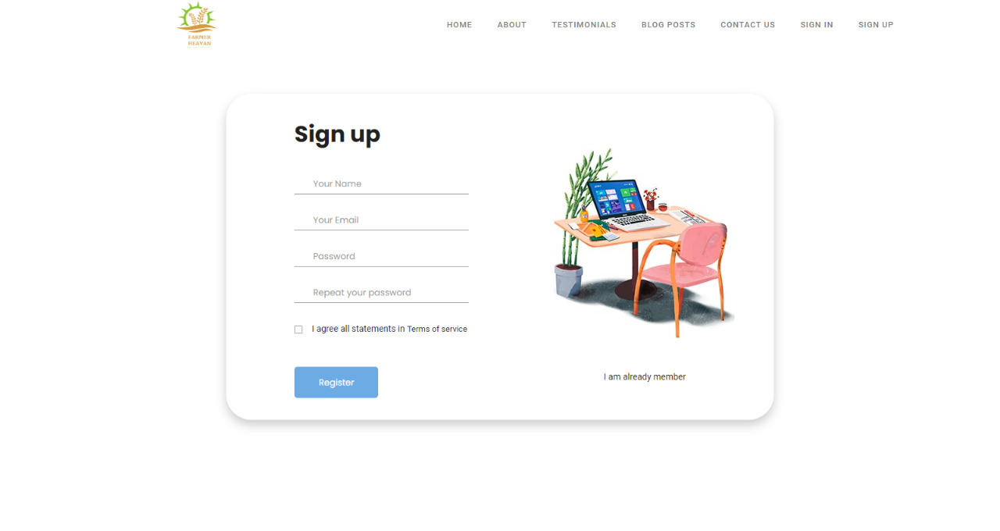 FARMER
HEAVAN
HOME ABOUT TESTIMONIALS BLOG POSTS CONTACT US SIGN IN SIGN UP
Sign up
Your Name
Your Email
Password
Repeat your password
I agree all statements in Terms of service
Register
I am already member